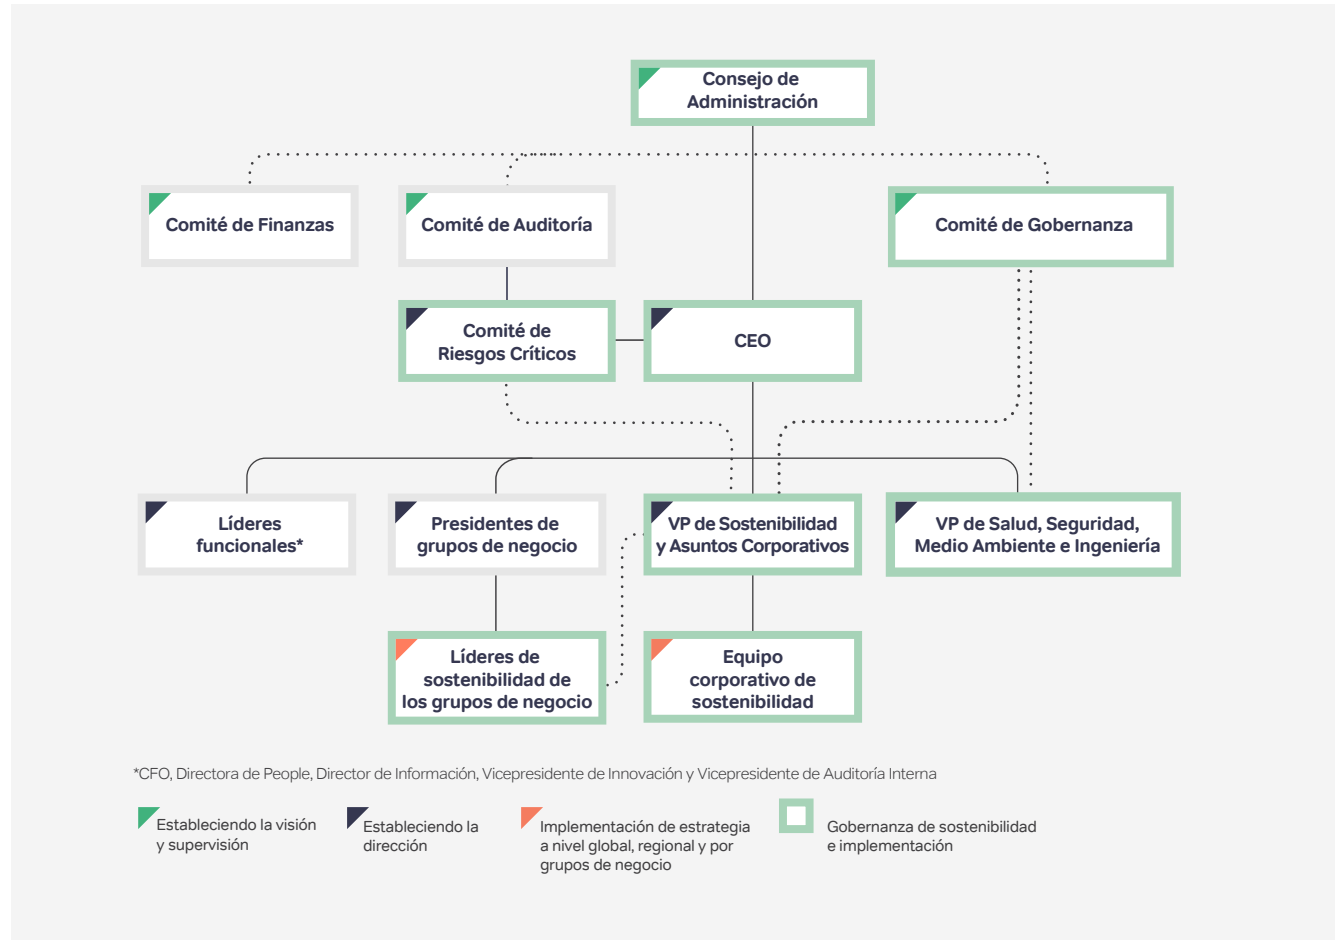 Consejo de
Administración
Comité de Finanzas
Comité de Auditoría
Comité de Gobernanza
Comité de
Riesgos Críticos
CEO
Líderes
funcionales*
Presidentes de
grupos de negocio
VP de Sostenibilidad
y Asuntos Corporativos
VP de Salud, Seguridad,
Medio Ambiente e Ingeniería
Líderes de
sostenibilidad de
los grupos de negocio
Equipo
corporativo de
sostenibilidad
*CFO, Directora de People, Director de Información, Vicepresidente de Innovación y Vicepresidente de Auditoría Interna
Estableciendo la visión
y supervisión
Estableciendo la
dirección
Implementación de estrategia
a nivel global, regional y por
grupos de negocio
Gobernanza de sostenibilidad
e implementación